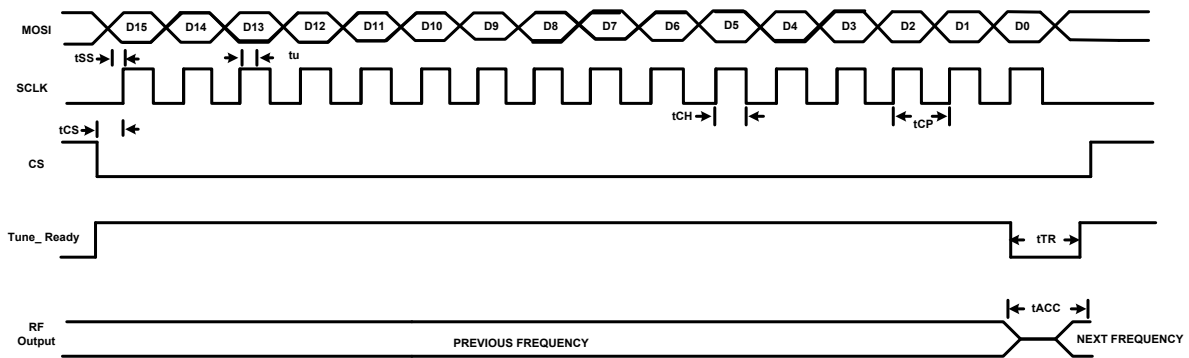 MOSI
D15 D14 D13 D12 D11 D10 D9 D8 D7 D6 D5 D4 D3 D2 D1 D0
tSS
tu
SCLK
tCH
tCP
tCS
CS
Tune_ Ready
tTR
tACC
RF
Output
PREVIOUS FREQUENCY
NEXT FREQUENCY